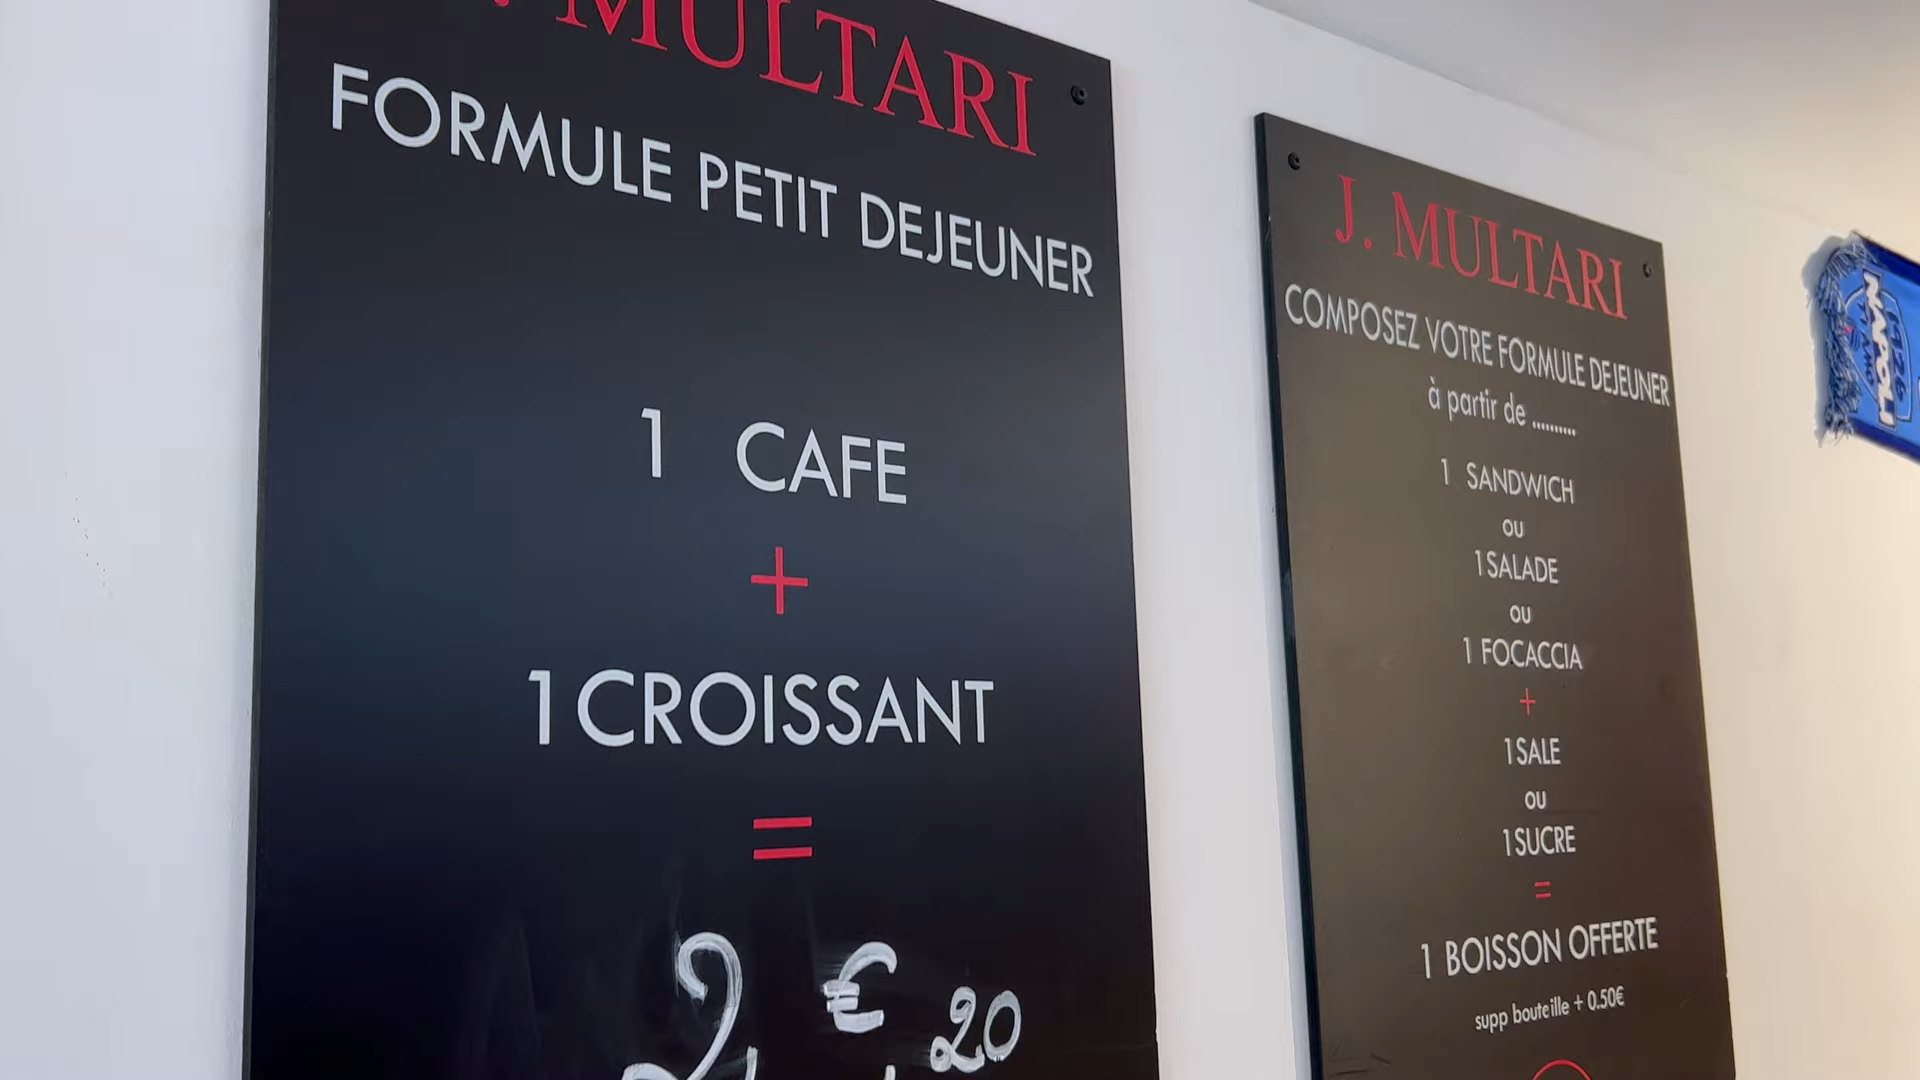 J. MULTARI
FORMULE PETIT DEJEUNER
1 CAFE
+
1 CROISSANT
=
2,€20
J. MULTARI
COMPOSEZ VOTRE FORMULE DEJEUNER
à partir de ..........
1 SANDWICH
ou
1 SALADE
ou
1 FOCACCIA
+
1 SALE
ou
1 SUCRE
=
1 BOISSON OFFERTE
supp bouteille + 0.50€
NAPOLI